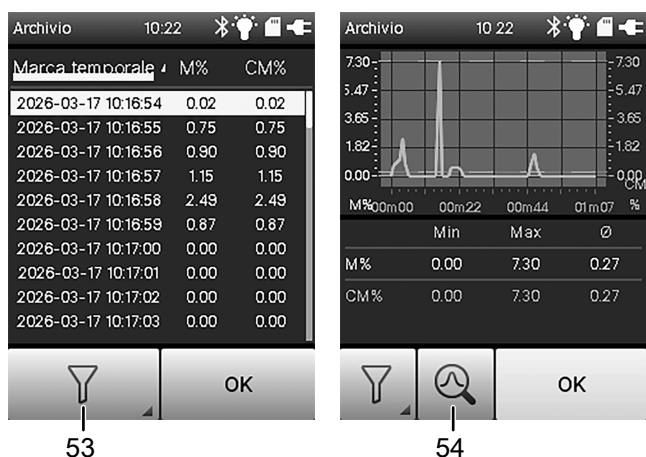 Archivio 10:22
Marca temporale M% CM%
2026-03-17 10:16:54 0.02 0.02
2026-03-17 10:16:55 0.75 0.75
2026-03-17 10:16:56 0.90 0.90
2026-03-17 10:16:57 1.15 1.15
2026-03-17 10:16:58 2.49 2.49
2026-03-17 10:16:59 0.87 0.87
2026-03-17 10:17:00 0.00 0.00
2026-03-17 10:17:01 0.00 0.00
2026-03-17 10:17:02 0.00 0.00
2026-03-17 10:17:03 0.00 0.00
OK
53
Archivio 10 22
7.30 7.30
5.47 5.47
3.65 3.65
1.82 1.82
0.00 0.00
CM
M% 00m00 00m22 00m44 01m07 %
Min Max Ø
M% 0.00 7.30 0.27
CM% 0.00 7.30 0.27
OK
54